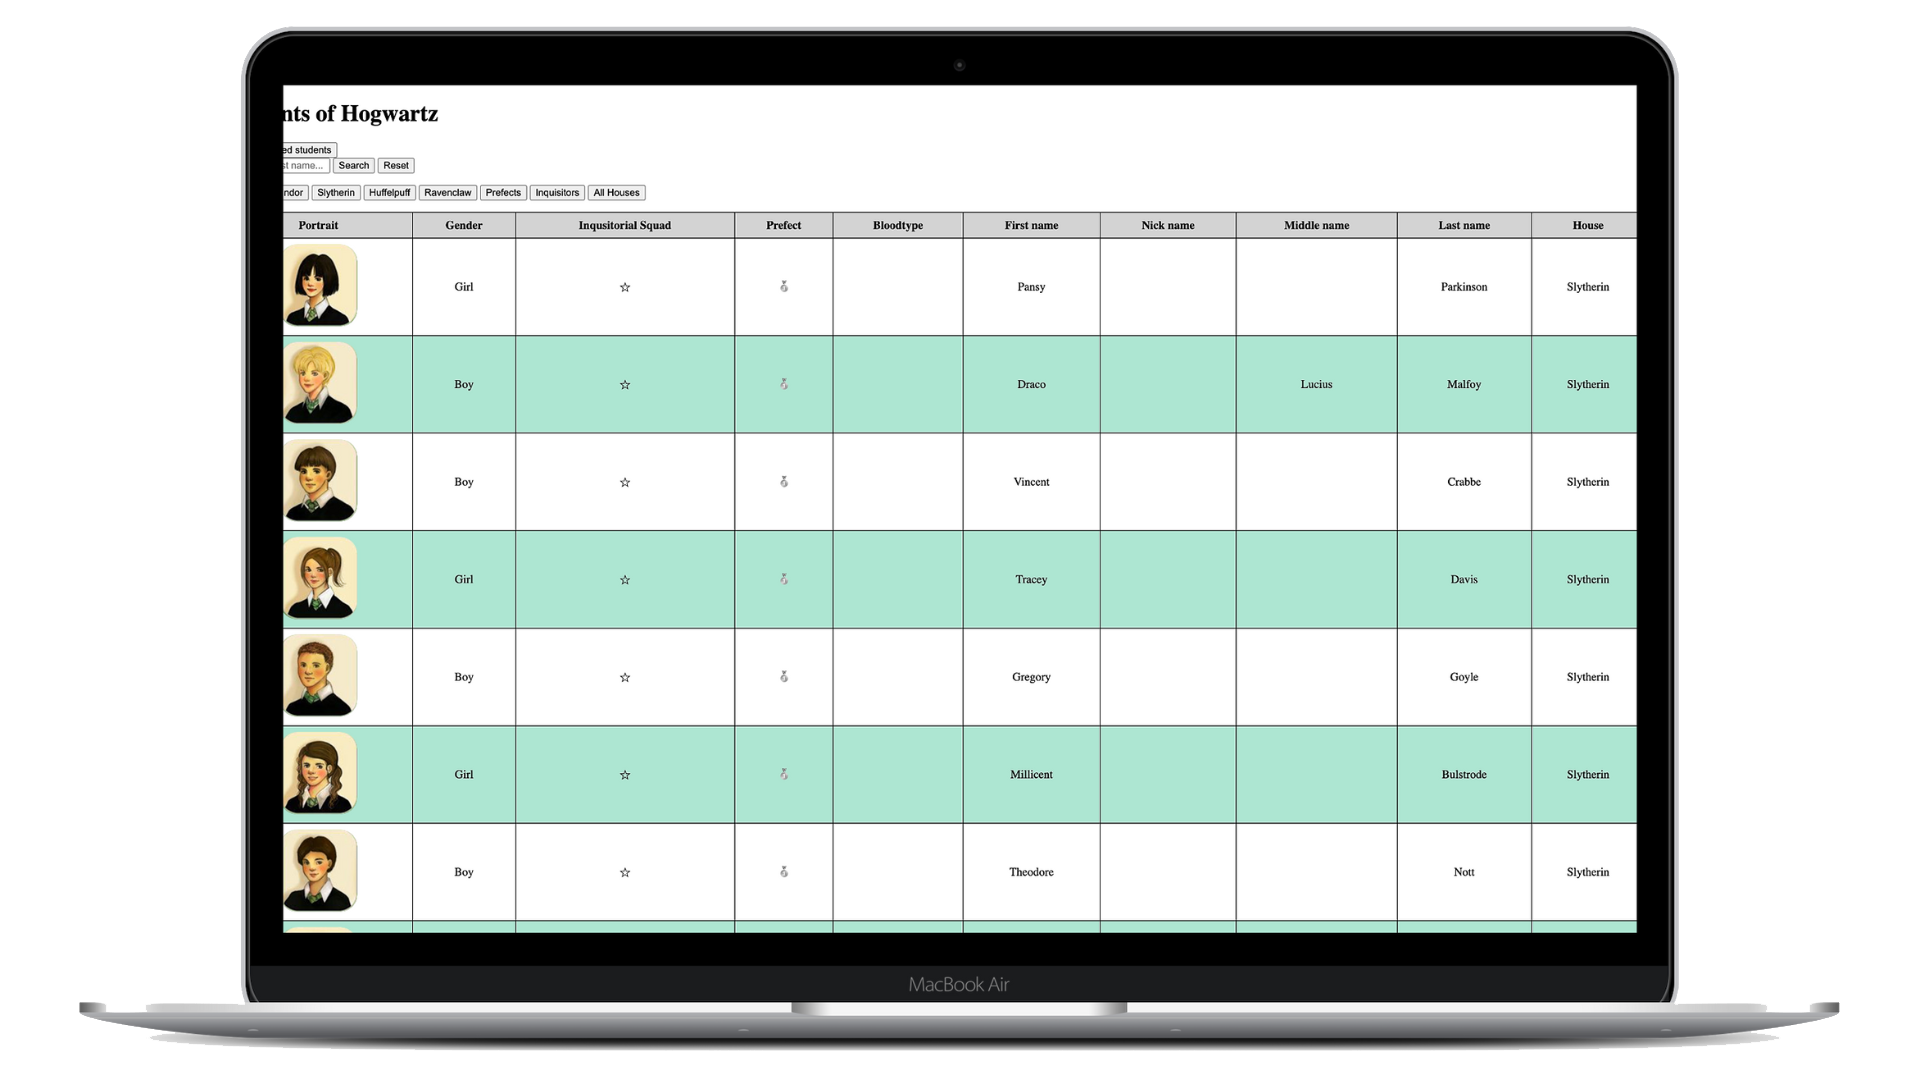 nts of Hogwartz
ed students
st name... Search Reset
ndor Slytherin Huffelpuff Ravenclaw Prefects Inquisitors All Houses
Portrait Gender Inqusitorial Squad Prefect Bloodtype First name Nick name Middle name Last name House
Girl ☆ Pansy Parkinson Slytherin
Boy ☆ Draco Lucius Malfoy Slytherin
Boy ☆ Vincent Crabbe Slytherin
Girl ☆ Tracey Davis Slytherin
Boy ☆ Gregory Goyle Slytherin
Girl ☆ Millicent Bulstrode Slytherin
Boy ☆ Theodore Nott Slytherin
MacBook Air